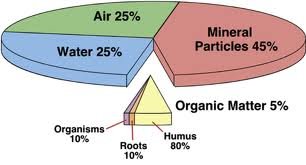 Air 25%
Mineral
Particles 45%
Water 25%
Organic Matter 5%
Organisms
10%
Roots
10%
Humus
80%